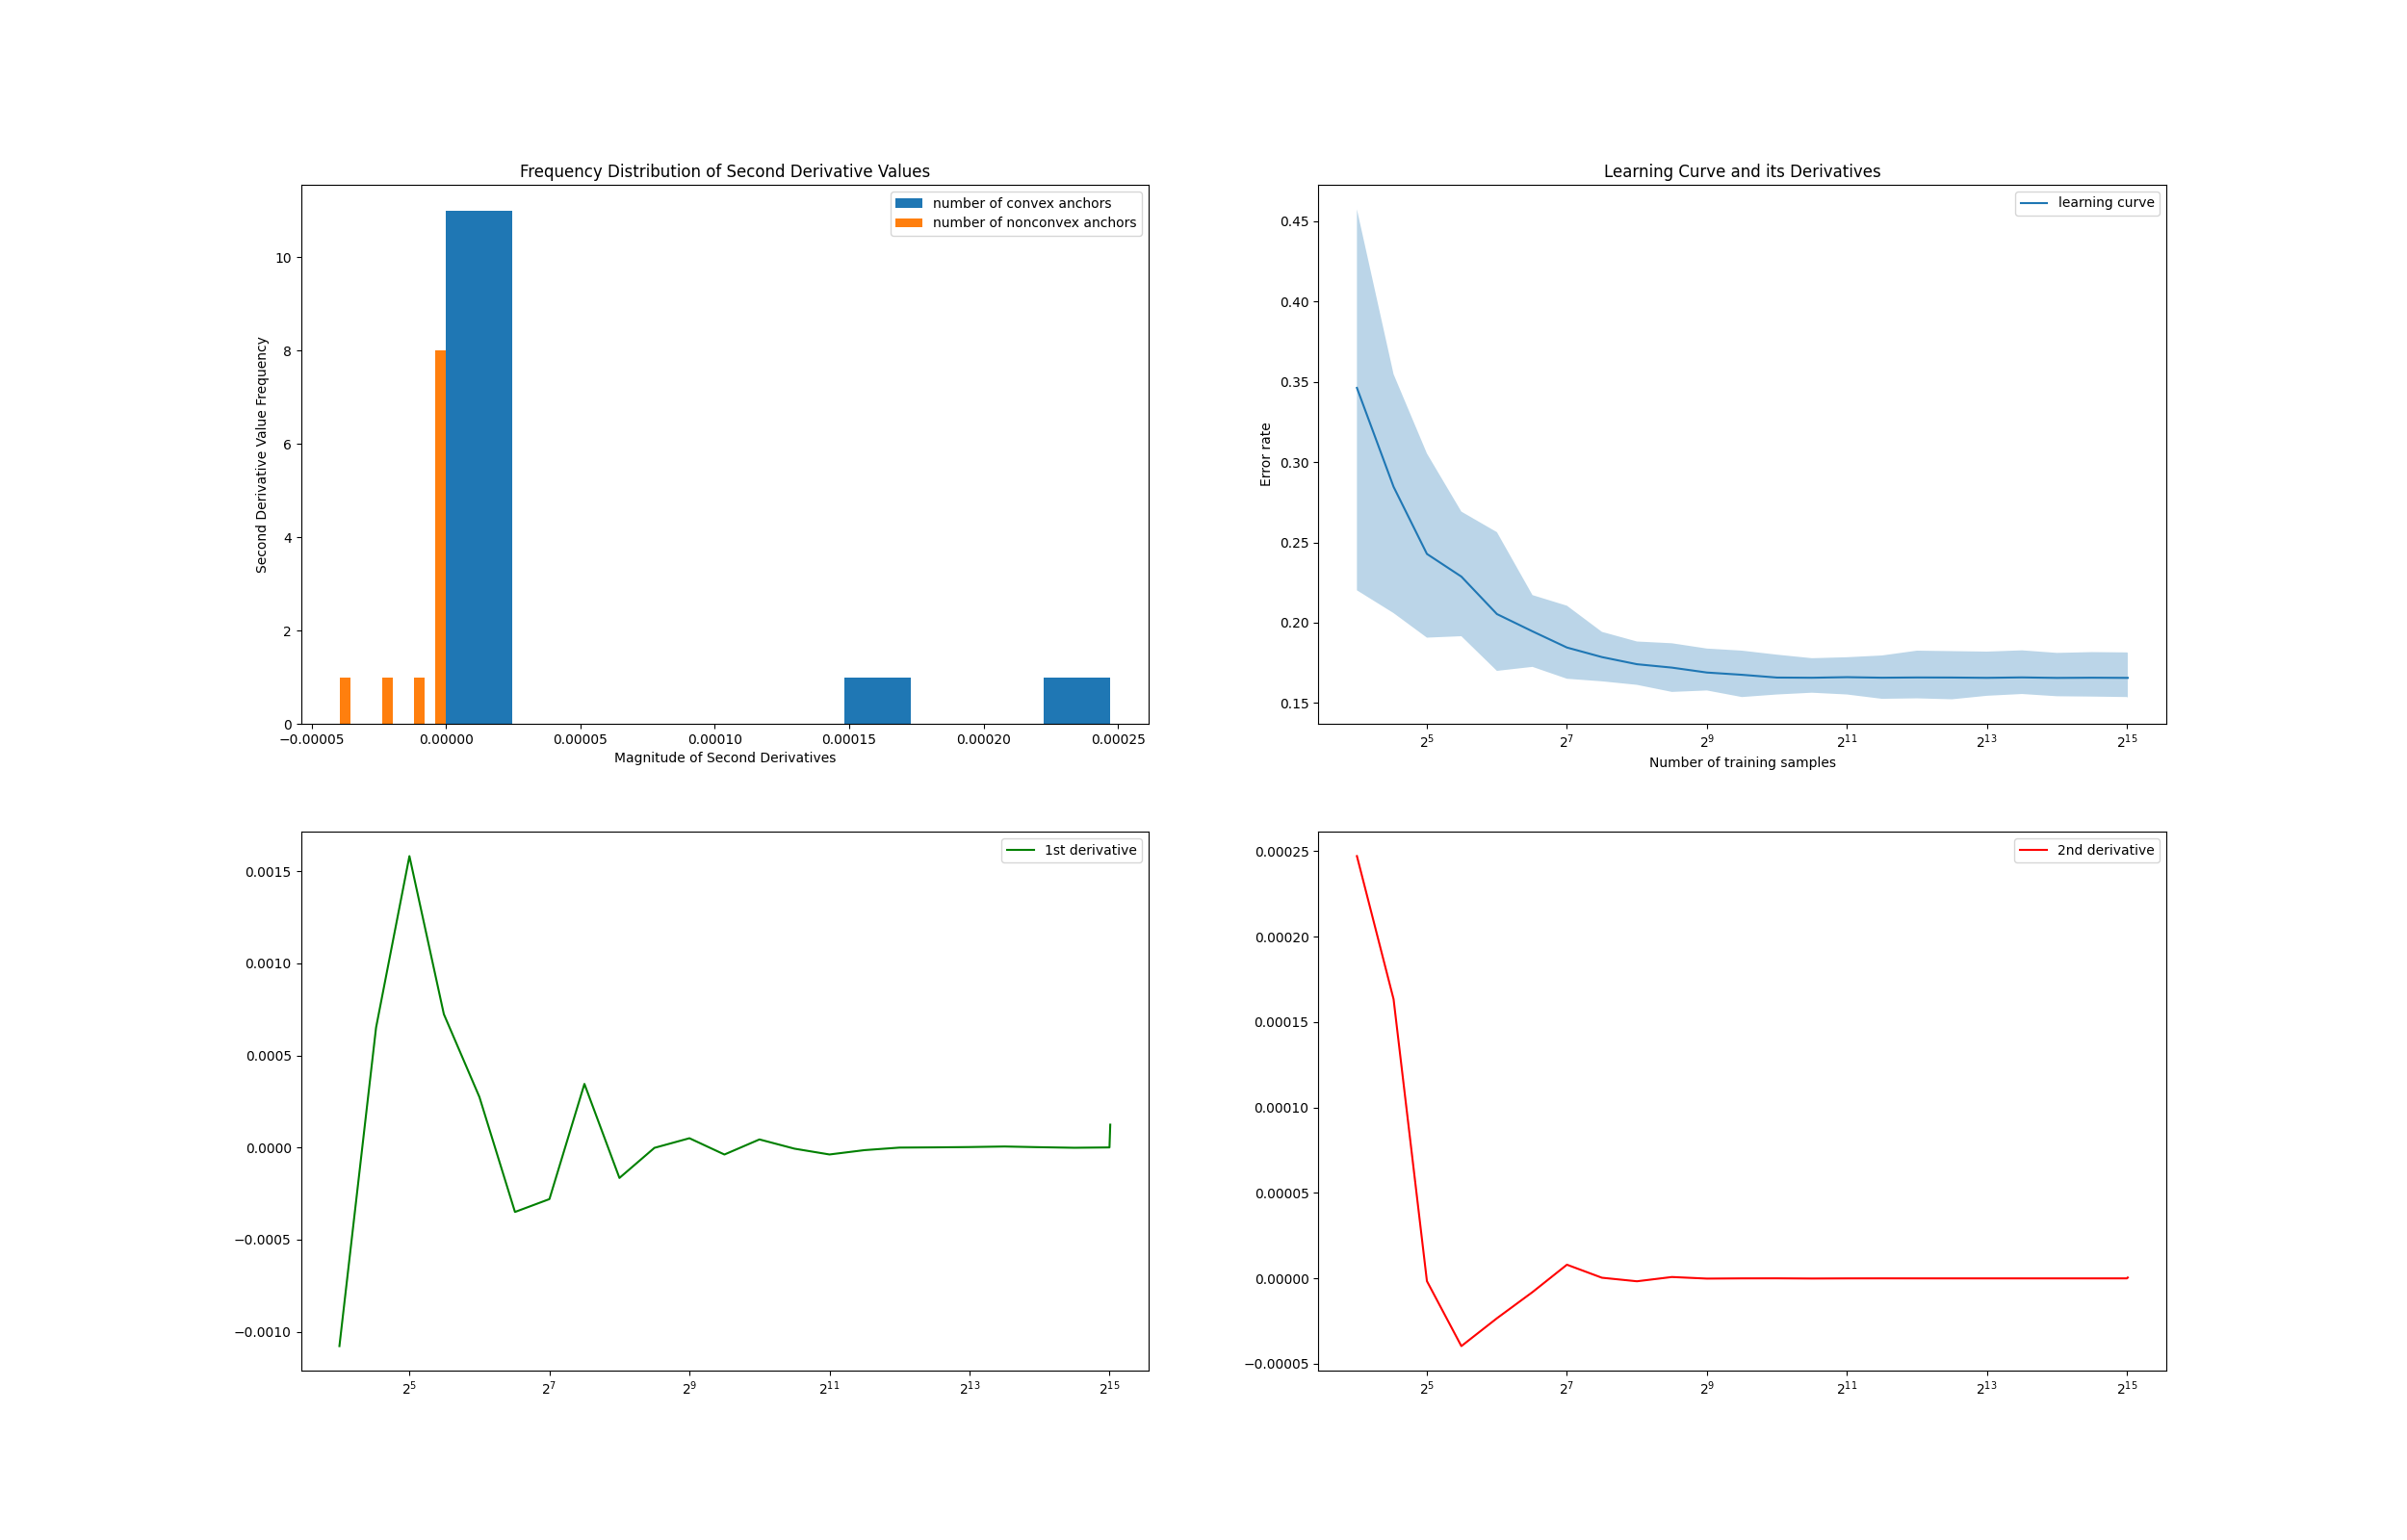 Frequency Distribution of Second Derivative Values
number of convex anchors
number of nonconvex anchors
Second Derivative Value Frequency
10
8
6
4
2
0
−0.00005 0.00000 0.00005 0.00010 0.00015 0.00020 0.00025
Magnitude of Second Derivatives
Learning Curve and its Derivatives
learning curve
Error rate
0.45
0.40
0.35
0.30
0.25
0.20
0.15
2^5 2^7 2^9 2^11 2^13 2^15
Number of training samples
1st derivative
0.0015
0.0010
0.0005
0.0000
−0.0005
−0.0010
2^5 2^7 2^9 2^11 2^13 2^15
2nd derivative
0.00025
0.00020
0.00015
0.00010
0.00005
0.00000
−0.00005
2^5 2^7 2^9 2^11 2^13 2^15